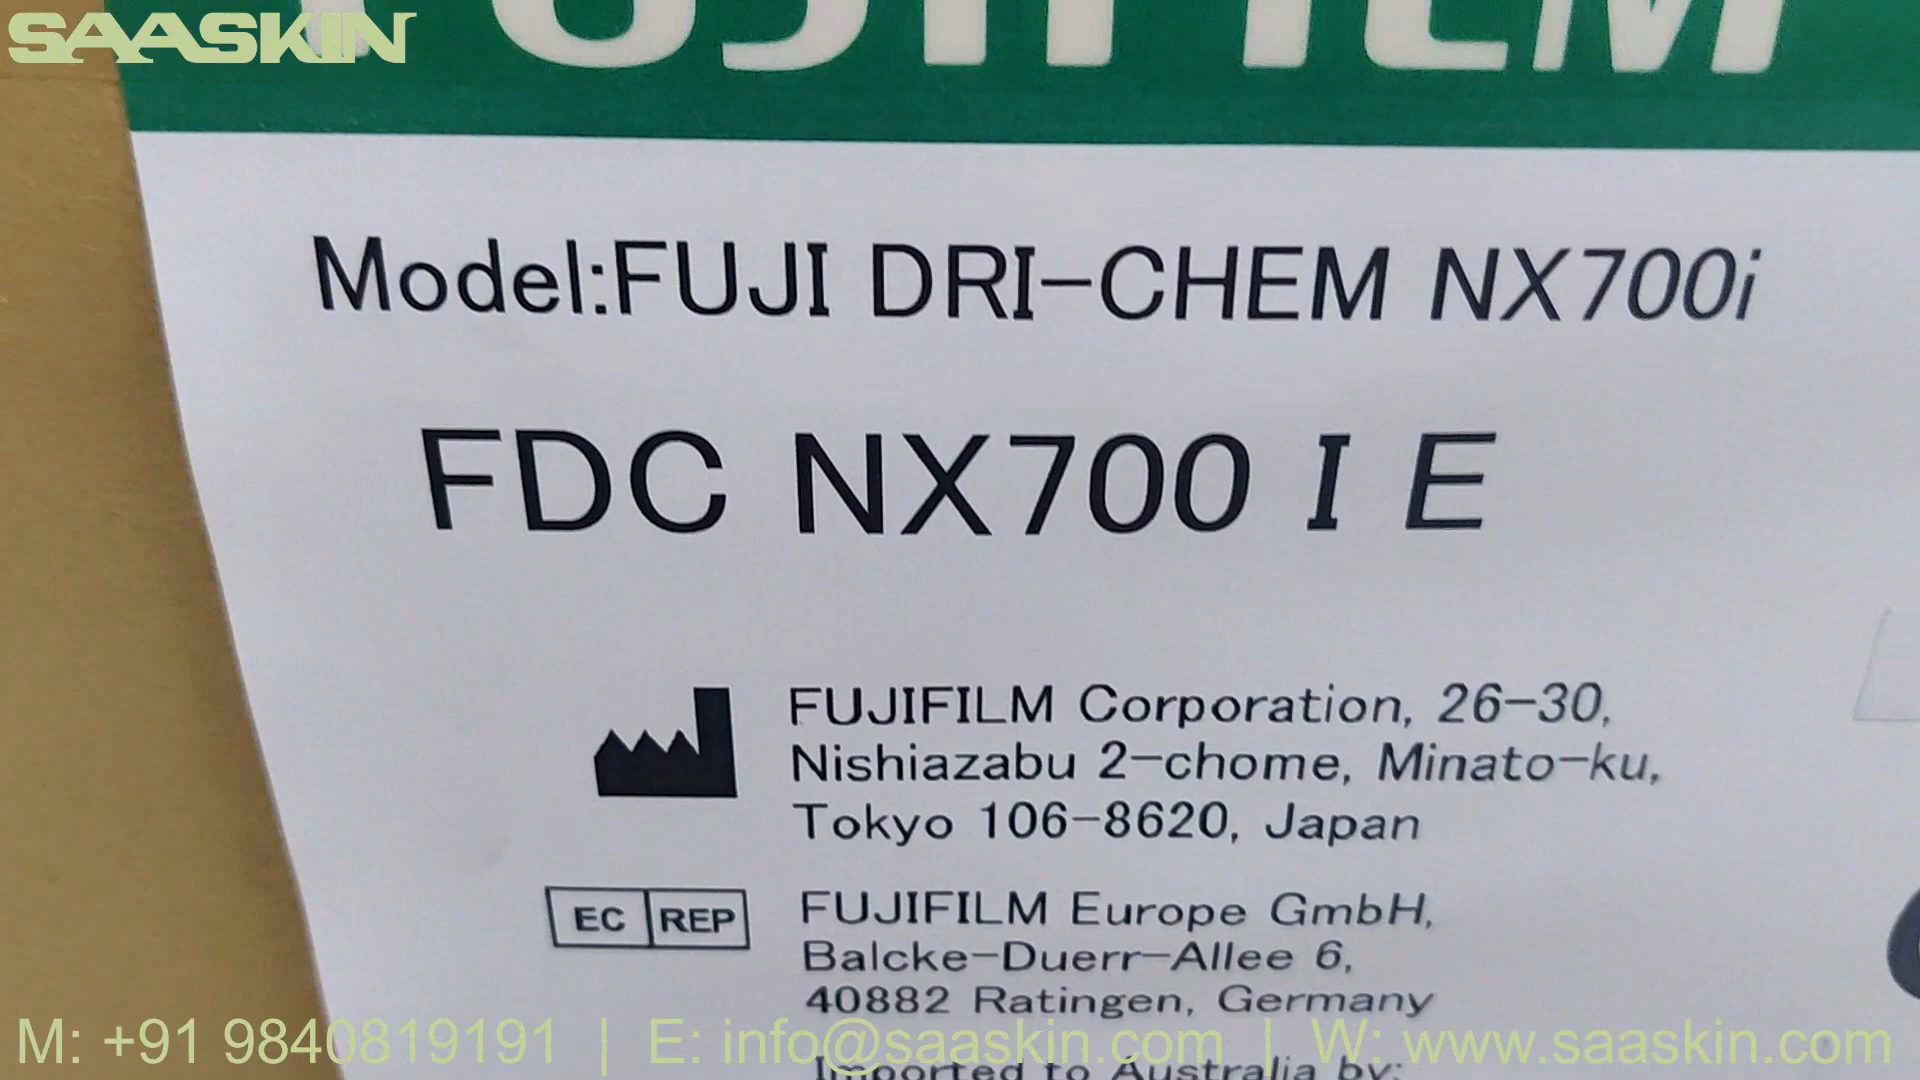 SAASKIN
FUJIFILM
Model:FUJI DRI-CHEM NX700i
FDC NX700 I E
FUJIFILM Corporation, 26-30,
Nishiazabu 2-chome, Minato-ku,
Tokyo 106-8620, Japan
EC REP
FUJIFILM Europe GmbH,
Balcke-Duerr-Allee 6,
40882 Ratingen, Germany
M: +91 9840819191 | E: info@saaskin.com | W: www.saaskin.com
Imported to Australia by: